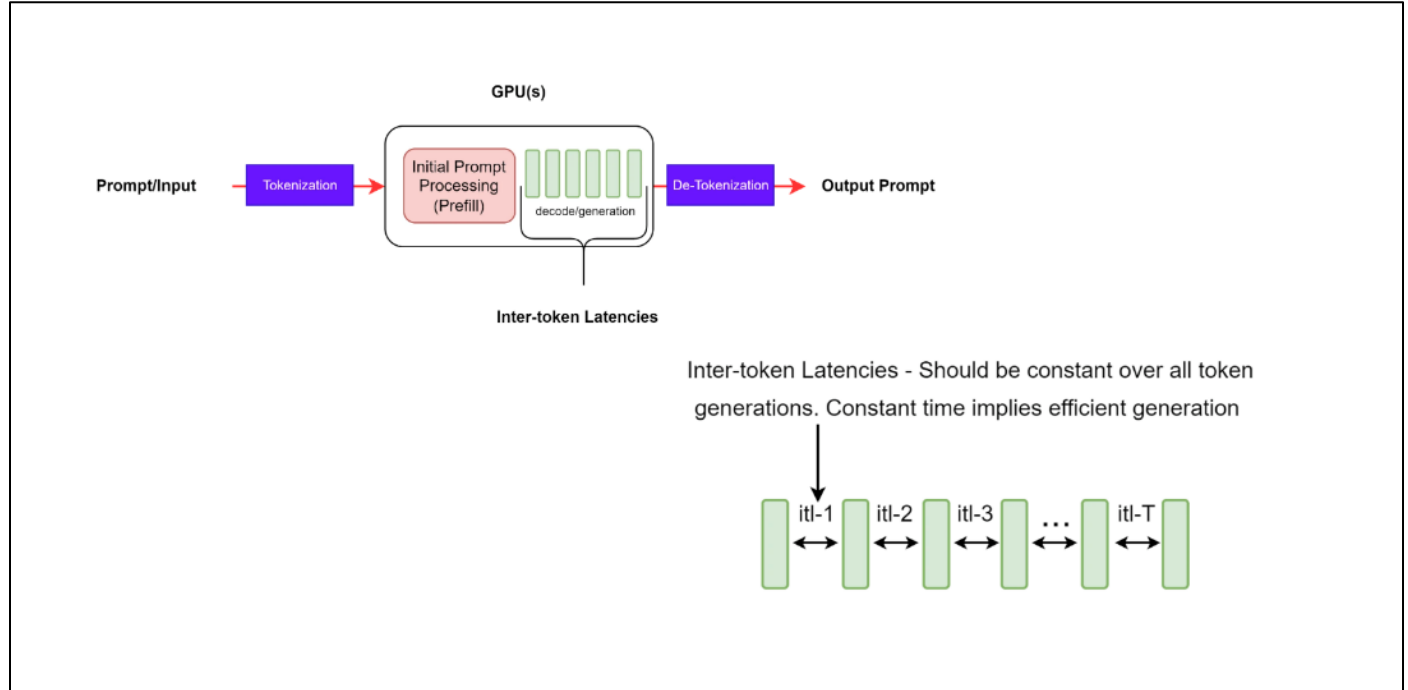 GPU(s)
Prompt/Input
Tokenization
Initial Prompt
Processing
(Prefill)
decode/generation
De-Tokenization
Output Prompt
Inter-token Latencies
Inter-token Latencies - Should be constant over all token
generations. Constant time implies efficient generation
itl-1 itl-2 itl-3 ... itl-T